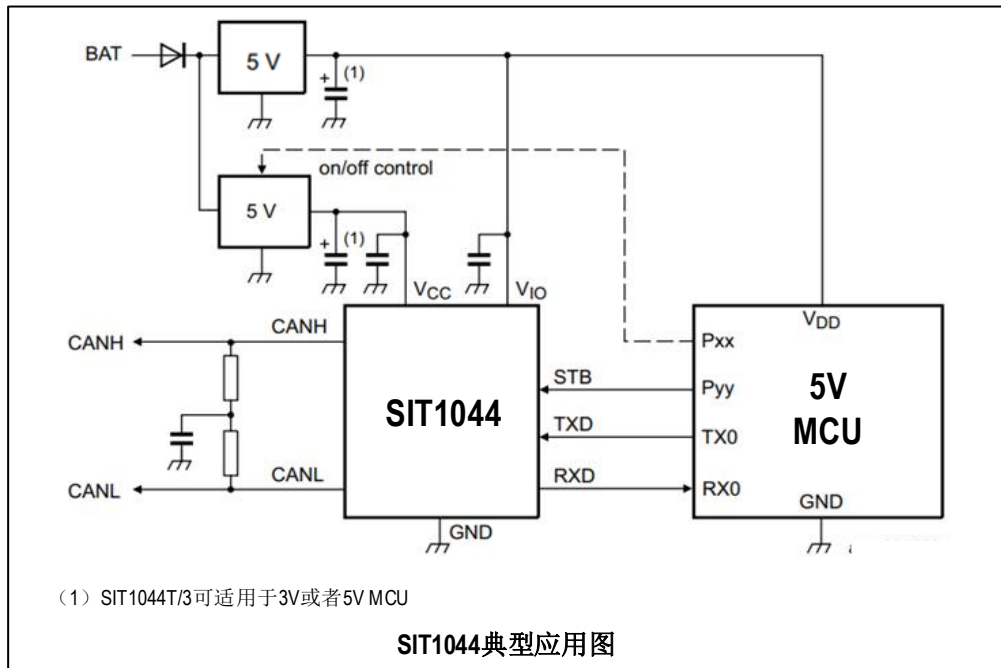 BAT
5 V
+ (1)
on/off control
5 V
+ (1)
VCC
VIO
VDD
CANH
CANH
Pxx
STB
Pyy
SIT1044
5V
MCU
TXD
TX0
CANL
CANL
RXD
RX0
GND
GND
（1）SIT1044T/3可适用于3V或者5V MCU
SIT1044典型应用图